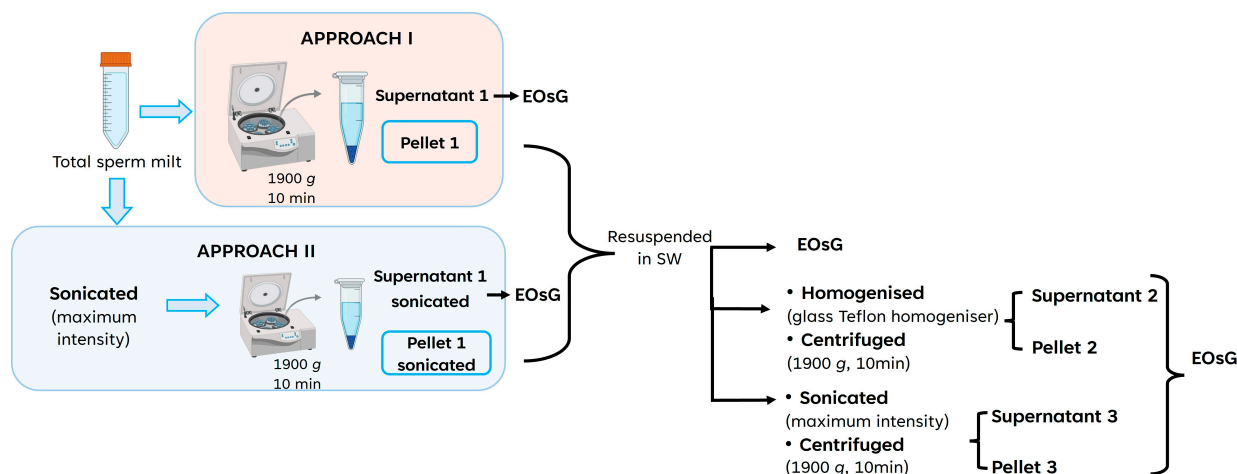 APPROACH I
Total sperm milt
1900 g
10 min
Supernatant 1
EOsG
Pellet 1
APPROACH II
Sonicated
(maximum
intensity)
1900 g
10 min
Supernatant 1
sonicated
EOsG
Pellet 1
sonicated
Resuspended
in SW
EOsG
• Homogenised
(glass Teflon homogeniser)
• Centrifuged
(1900 g, 10min)
Supernatant 2
Pellet 2
• Sonicated
(maximum intensity)
• Centrifuged
(1900 g, 10min)
Supernatant 3
Pellet 3
EOsG